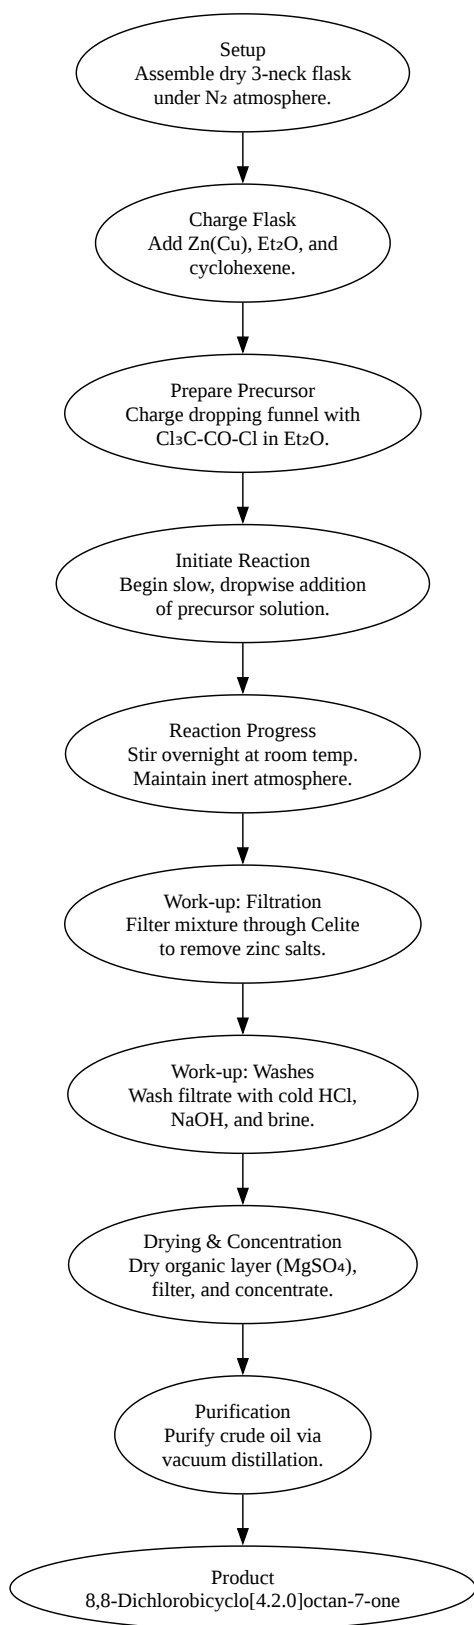 Setup
Assemble dry 3-neck flask
under N₂ atmosphere.
Charge Flask
Add Zn(Cu), Et₂O, and
cyclohexene.
Prepare Precursor
Charge dropping funnel with
Cl₃C-CO-Cl in Et₂O.
Initiate Reaction
Begin slow, dropwise addition
of precursor solution.
Reaction Progress
Stir overnight at room temp.
Maintain inert atmosphere.
Work-up: Filtration
Filter mixture through Celite
to remove zinc salts.
Work-up: Washes
Wash filtrate with cold HCl,
NaOH, and brine.
Drying & Concentration
Dry organic layer (MgSO₄),
filter, and concentrate.
Purification
Purify crude oil via
vacuum distillation.
Product
8,8-Dichlorobicyclo[4.2.0]octan-7-one